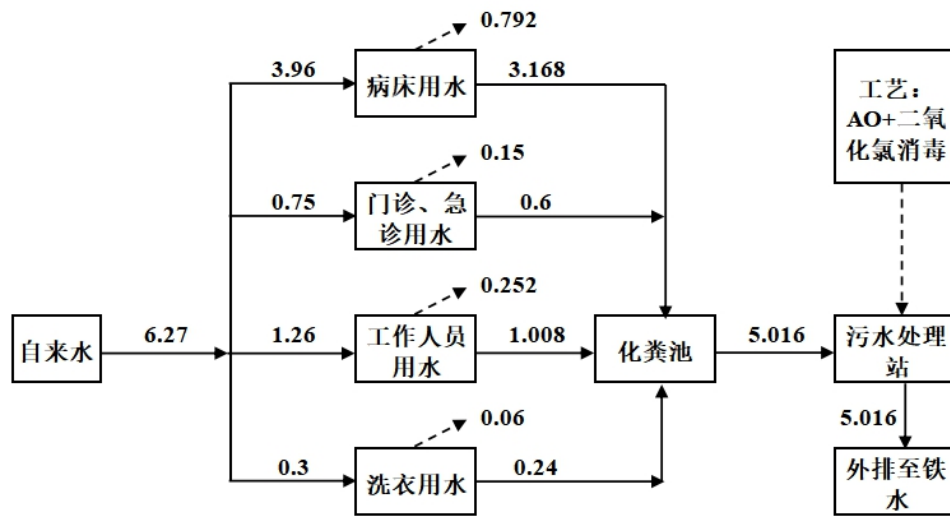 0.792
3.96
病床用水
3.168
工艺：
AO+二氧
化氯消毒
0.15
0.75
门诊、急
诊用水
0.6
0.252
自来水
6.27
1.26
工作人员
用水
1.008
化粪池
5.016
污水处理
站
0.06
5.016
0.3
洗衣用水
0.24
外排至铁
水